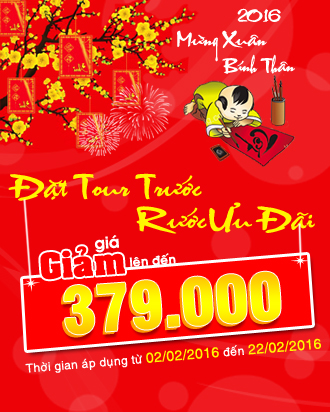 2016
Mừng Xuân
Bính Thân
Đặt Tour Trước
Rước Ưu Đãi
Giảm giá lên đến
379.000
Thời gian áp dụng từ 02/02/2016 đến 22/02/2016